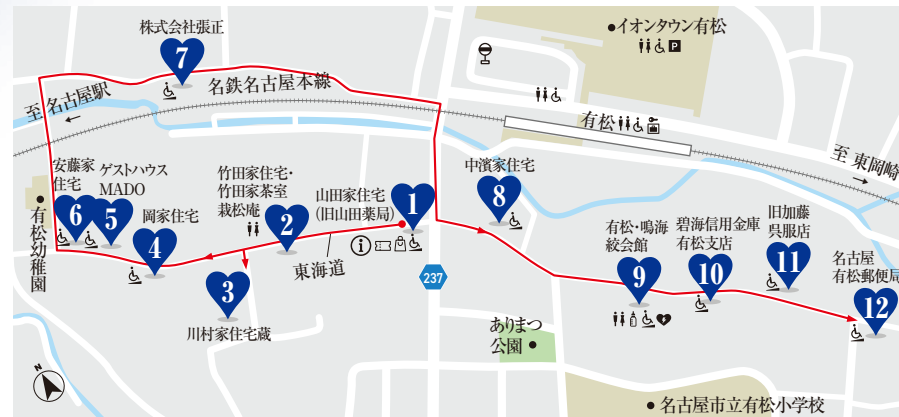 株式会社張正
7
●イオンタウン有松
P
至 名古屋駅
←
名鉄名古屋本線
有松
至 東岡崎
→
安藤家
住宅
6
ゲストハウス
MADO
5
岡家住宅
4
竹田家住宅・
竹田家茶室
栽松庵
2
山田家住宅
(旧山田薬局)
1
中濱家住宅
8
有松・鳴海
絞会館
9
碧海信用金庫
有松支店
10
旧加藤
呉服店
11
名古屋
有松郵便局
12
●有松幼稚園
東海道
3
川村家住宅蔵
237
ありまつ
公園 ●
N
● 名古屋市立有松小学校